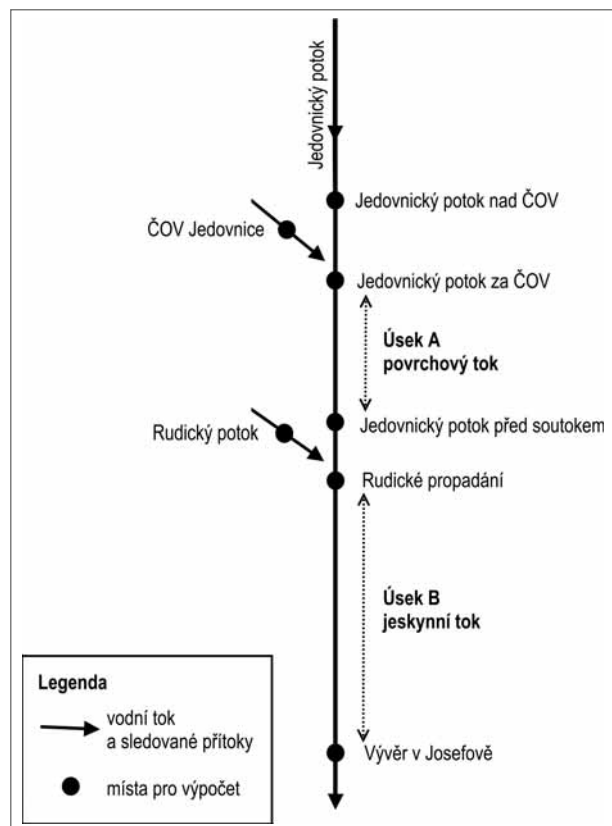 Jedovnický potok
Jedovnický potok nad ČOV
ČOV Jedovnice
Jedovnický potok za ČOV
Úsek A
povrchový tok
Jedovnický potok před soutokem
Rudický potok
Rudické propadání
Úsek B
jeskynní tok
Vývěr v Josefově
Legenda
vodní tok
a sledované přítoky
místa pro výpočet